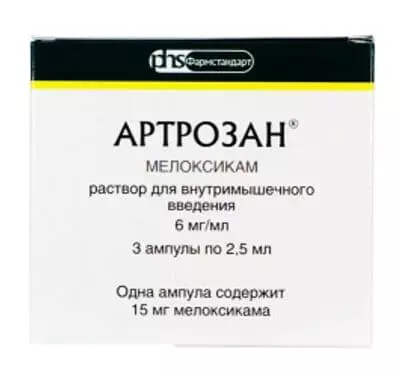 phs Фармстандарт
АРТРОЗАН®
МЕЛОКСИКАМ
раствор для внутримышечного
введения
6 мг/мл
3 ампулы по 2,5 мл
Одна ампула содержит
15 мг мелоксикама